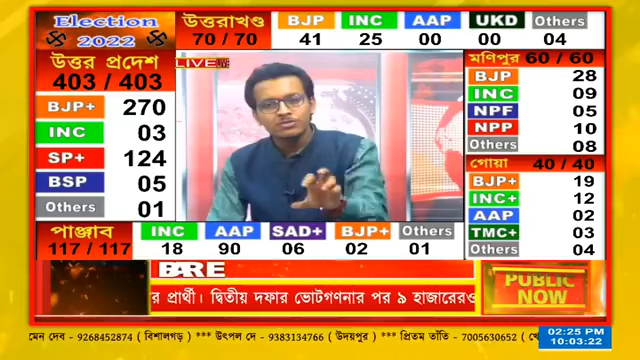 Election
2022
উত্তরাখণ্ড
70 / 70
BJP INC AAP UKD Others
41 25 00 00 04
উত্তর প্রদেশ
403 / 403
BJP+ 270
INC 03
SP+ 124
BSP 05
Others 01
LIVE
মণিপুর 60 / 60
BJP 28
INC 09
NPF 05
NPP 10
Others 08
গোয়া 40 / 40
BJP+ 19
INC+ 12
AAP 02
TMC+ 03
Others 04
পাঞ্জাব
117 / 117
INC AAP SAD+ BJP+ Others
18 90 06 02 01
র প্রার্থী। দ্বিতীয় দফার ভোটগণনার পর ৯ হাজারেরও
PUBLIC
NOW
মেন দেব - 9268452874 ( বিশালগড় ) *** উৎপল দে - 9383134766 ( উদয়পুর ) *** প্রিতম তাঁতি - 7005630652 ( খো
02:25 PM
10:03:22